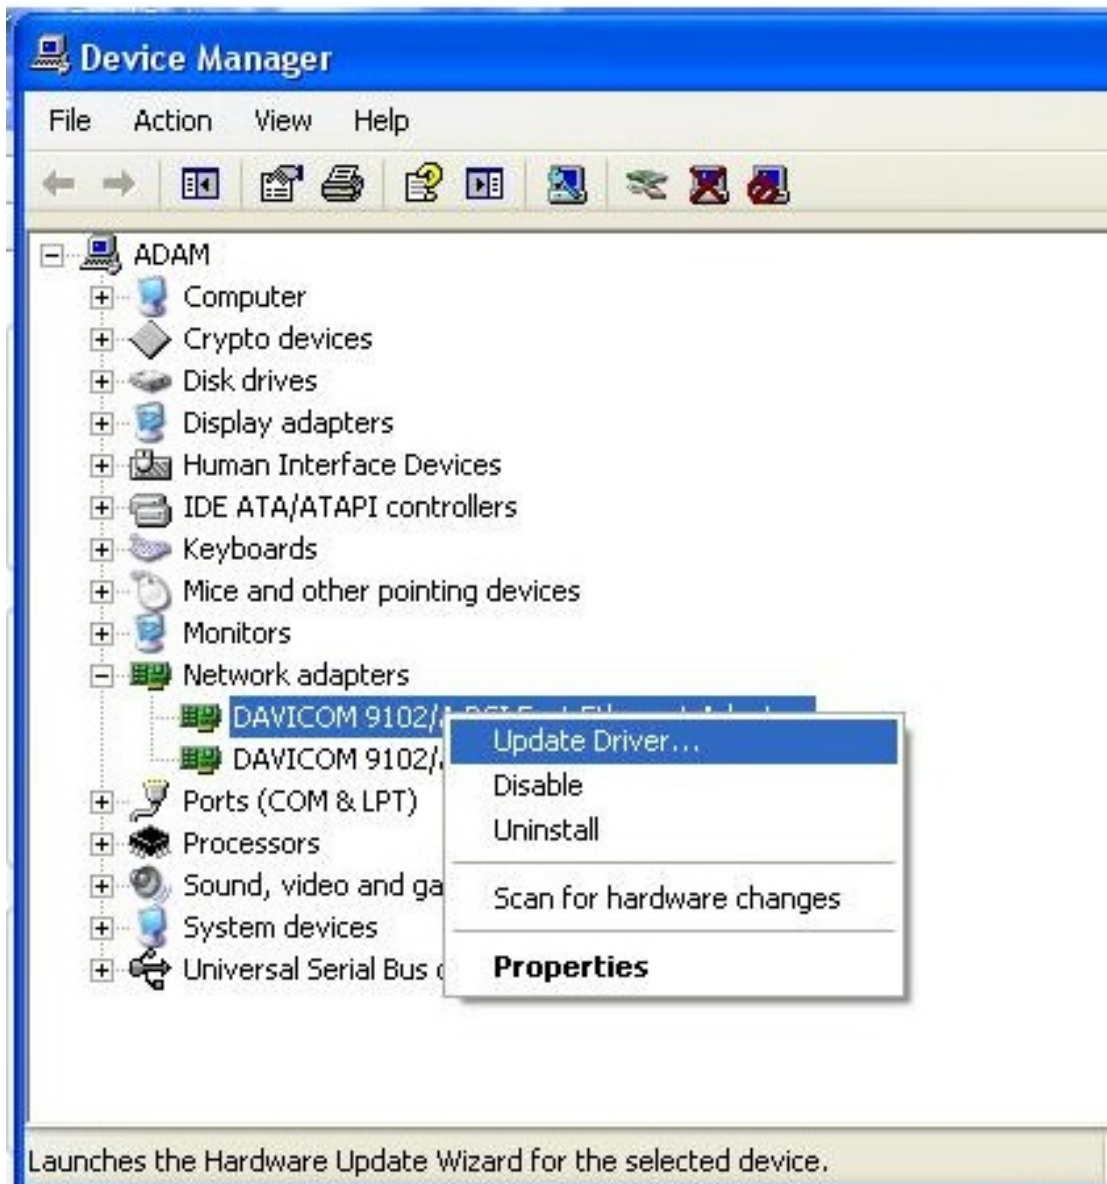 Device Manager
File Action View Help
ADAM
Computer
Crypto devices
Disk drives
Display adapters
Human Interface Devices
IDE ATA/ATAPI controllers
Keyboards
Mice and other pointing devices
Monitors
Network adapters
DAVICOM 9102/
Update Driver...
DAVICOM 9102/
Disable
Ports (COM & LPT)
Uninstall
Processors
Sound, video and ga
Scan for hardware changes
System devices
Universal Serial Bus
Properties
Launches the Hardware Update Wizard for the selected device.